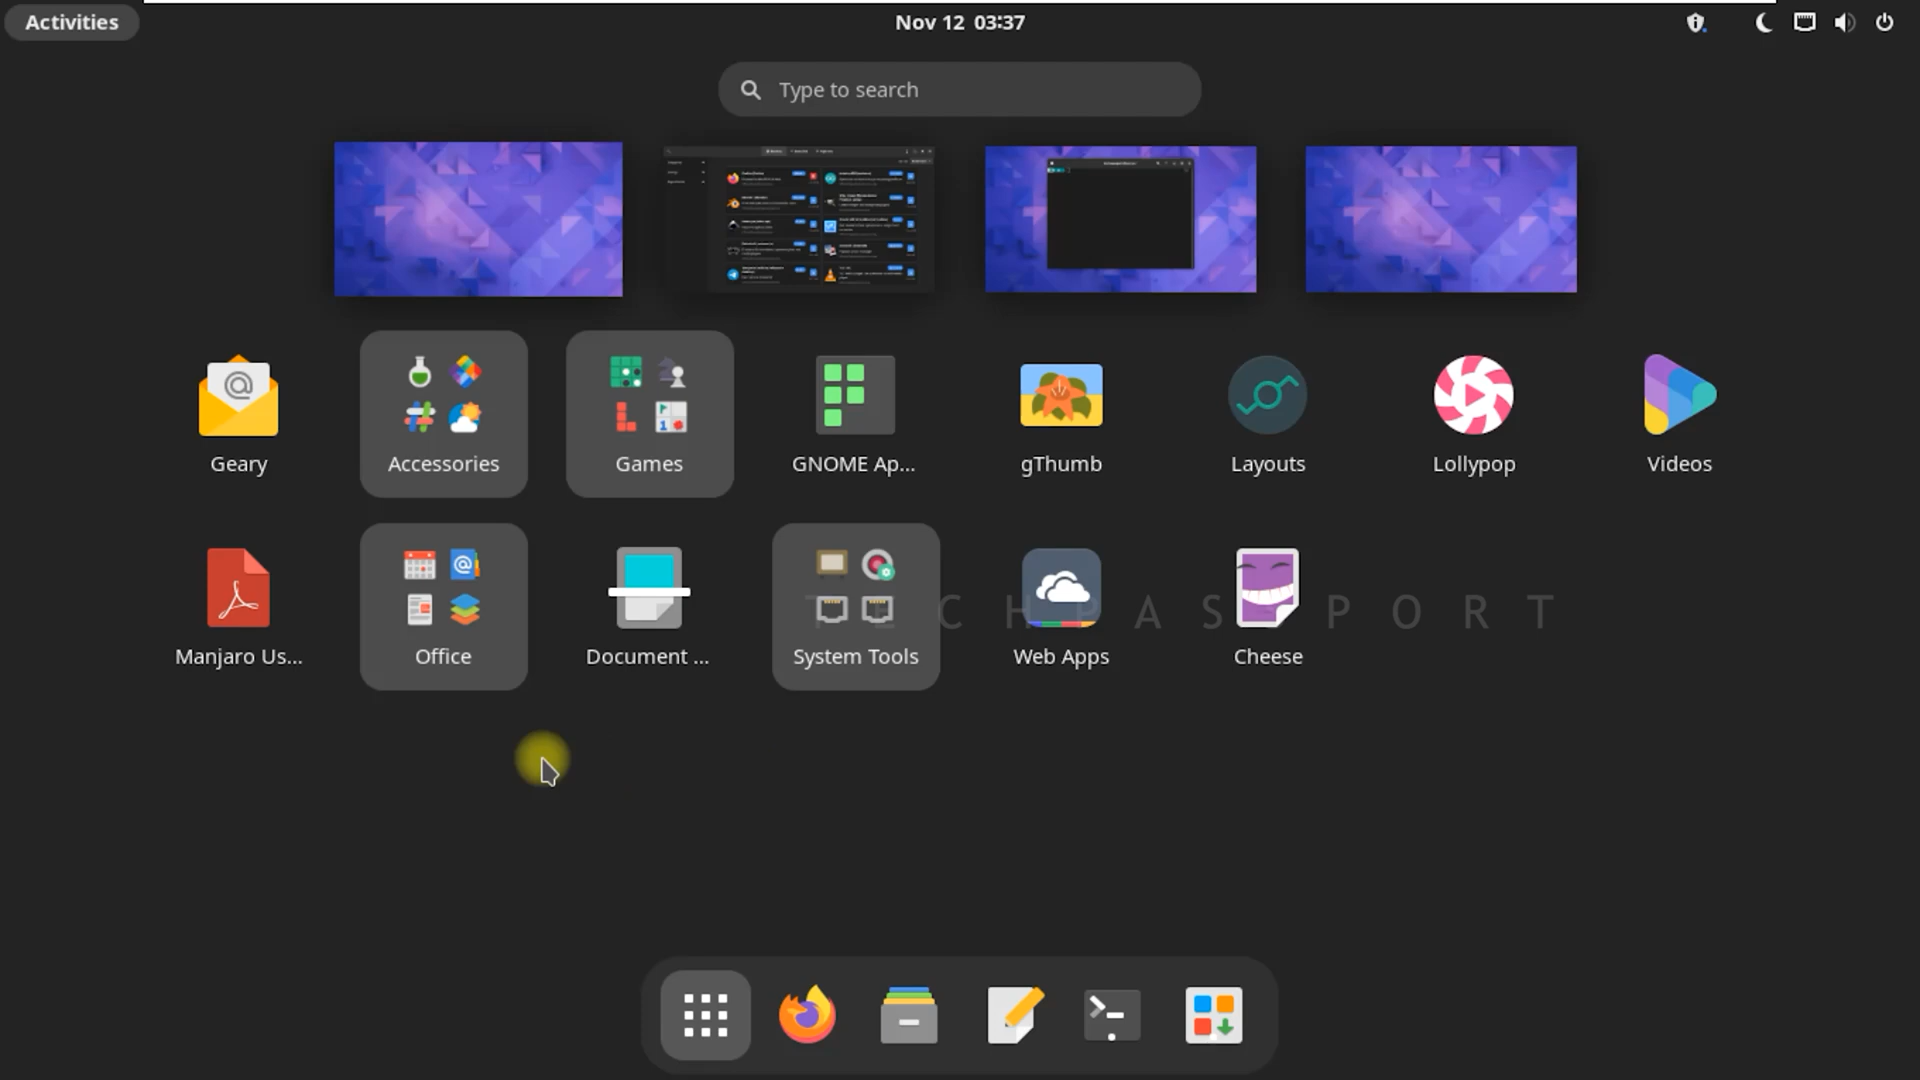 Activities
Nov 12 03:37
Type to search
Geary
Accessories
Games
GNOME Ap...
gThumb
Layouts
Lollypop
Videos
Manjaro Us...
Office
Document ...
System Tools
Web Apps
Cheese
TECHPASSPORT